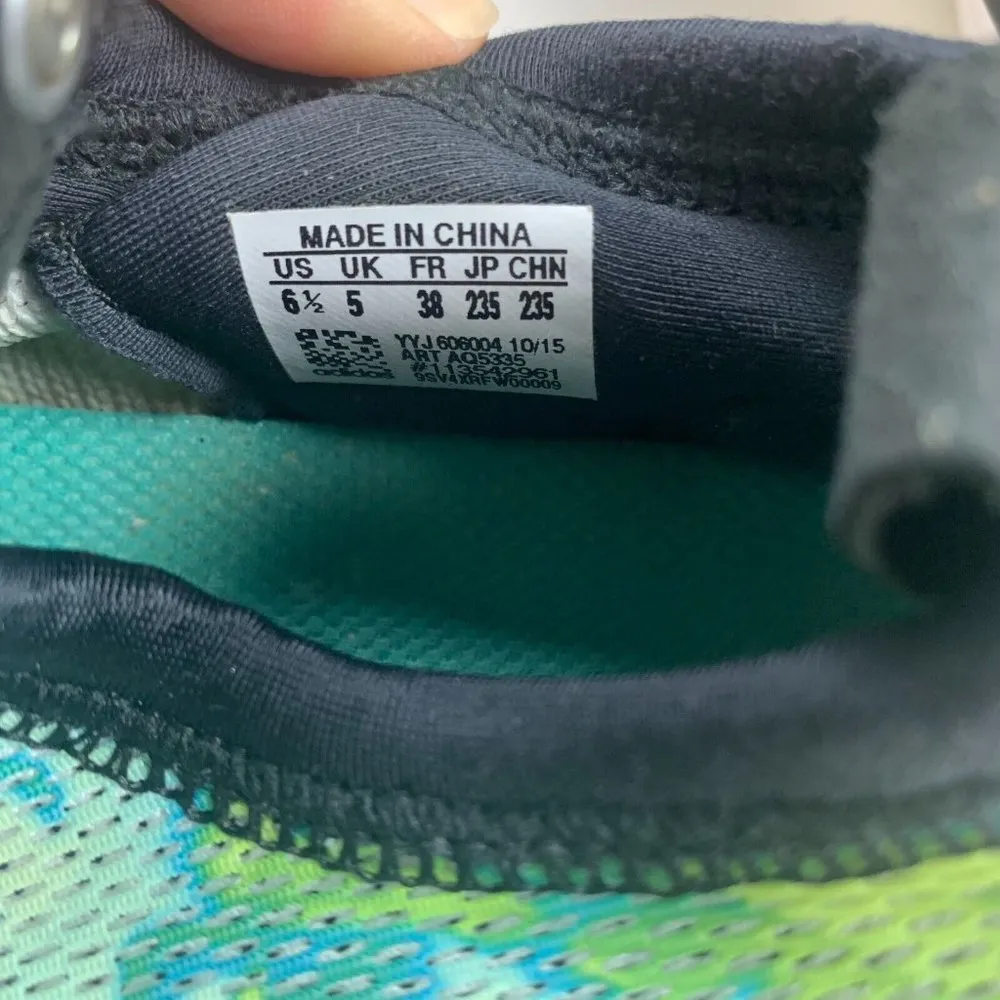 MADE IN CHINA
US UK FR JP CHN
6½ 5 38 235 235
YYJ 606004 10/15
ART AQ5335
#113542961
adidas 9SV4XRFW00009